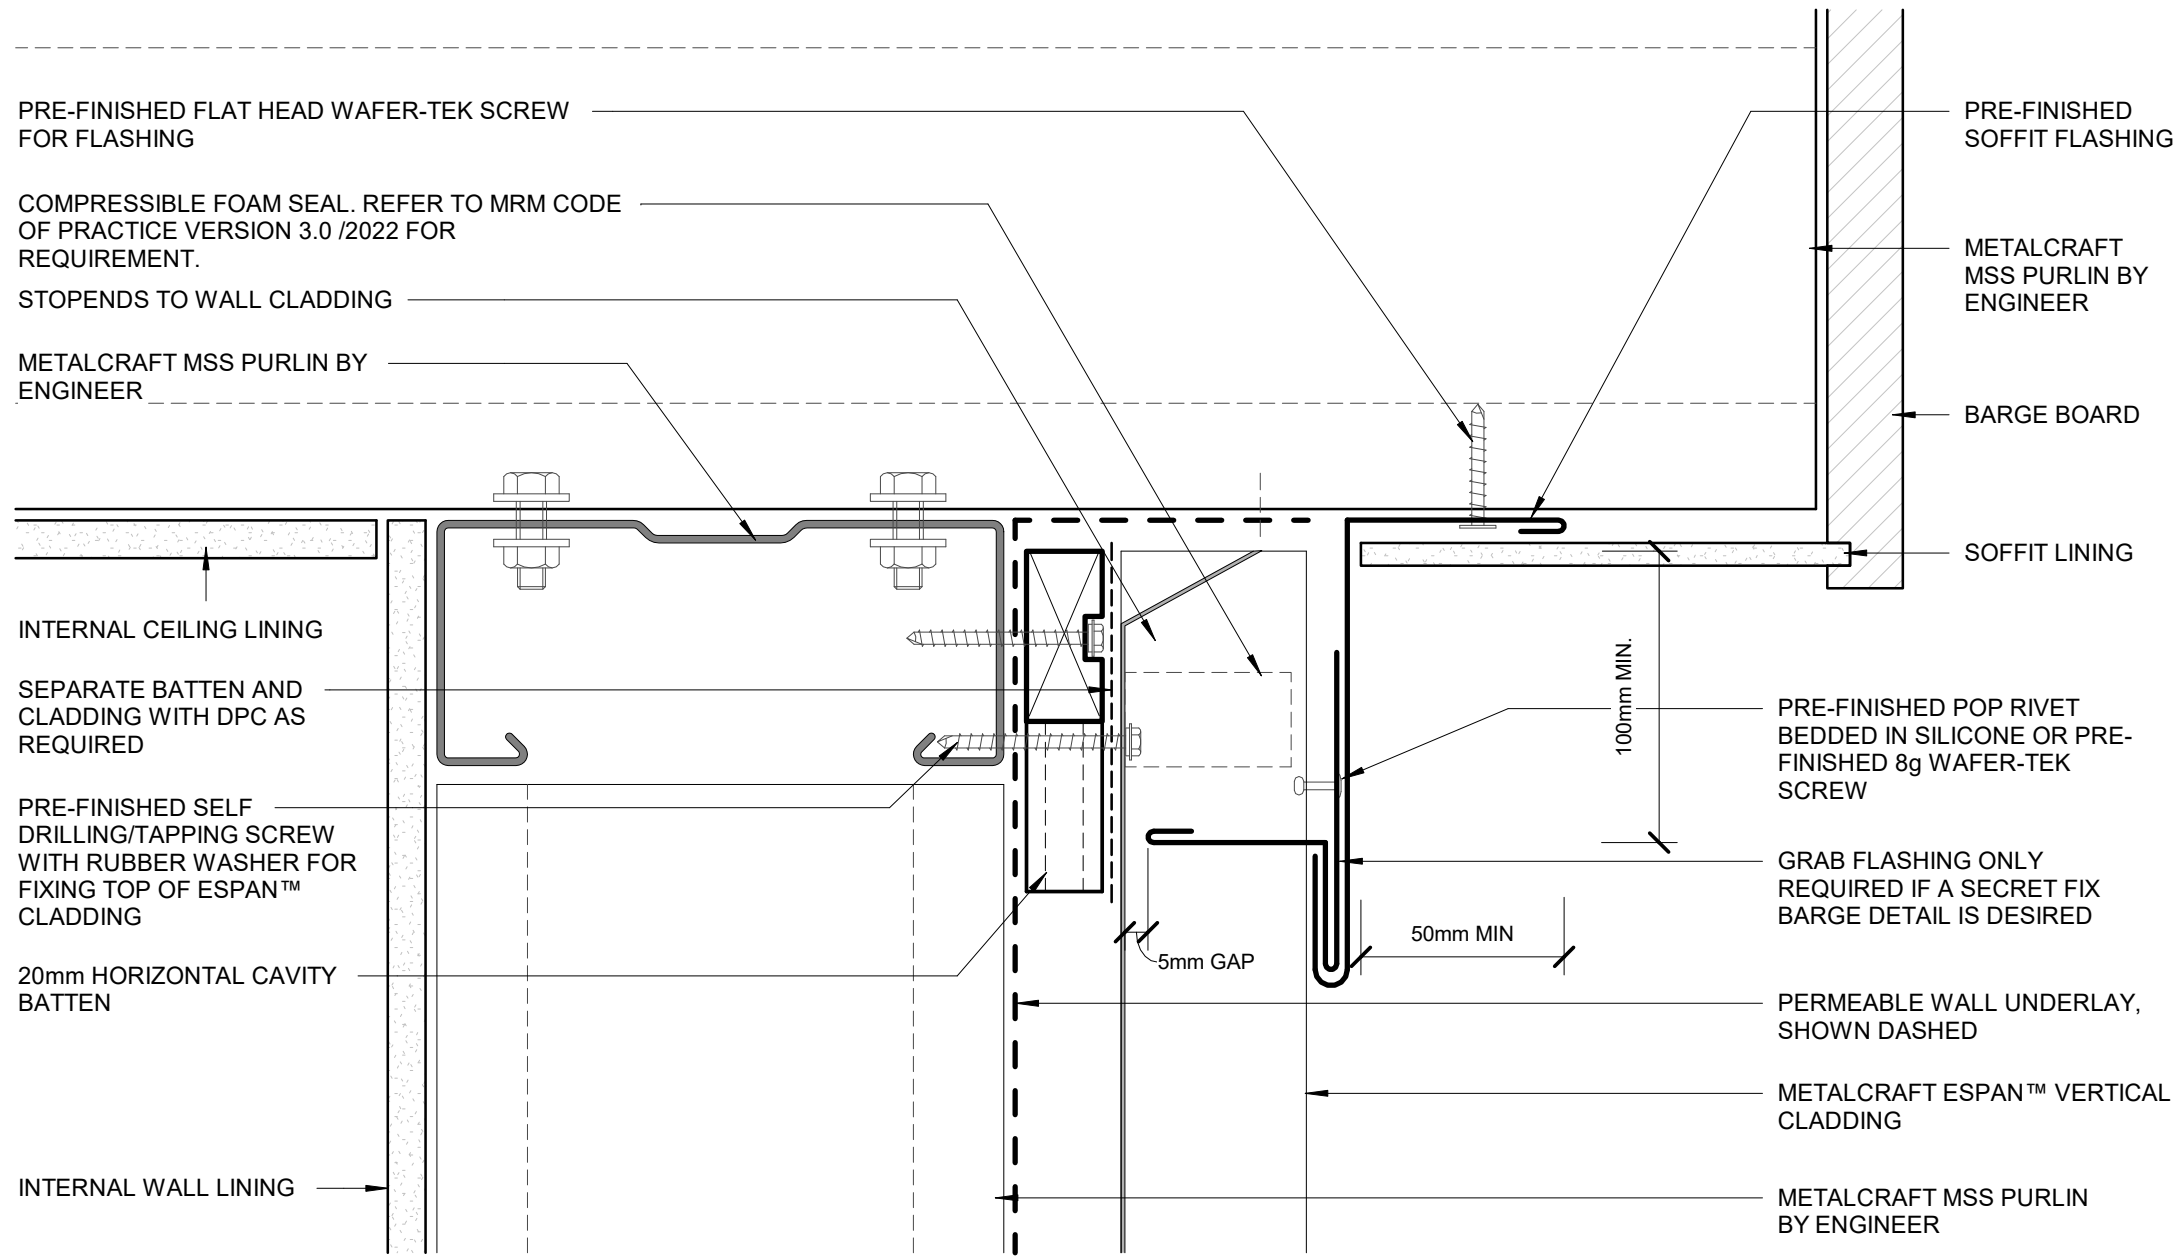 PRE-FINISHED FLAT HEAD WAFER-TEK SCREW
FOR FLASHING
COMPRESSIBLE FOAM SEAL. REFER TO MRM CODE
OF PRACTICE VERSION 3.0 /2022 FOR
REQUIREMENT.
STOPENDS TO WALL CLADDING
METALCRAFT MSS PURLIN BY
ENGINEER
INTERNAL CEILING LINING
SEPARATE BATTEN AND
CLADDING WITH DPC AS
REQUIRED
PRE-FINISHED SELF
DRILLING/TAPPING SCREW
WITH RUBBER WASHER FOR
FIXING TOP OF ESPAN™
CLADDING
20mm HORIZONTAL CAVITY
BATTEN
INTERNAL WALL LINING
5mm GAP
50mm MIN
100mm MIN.
PRE-FINISHED
SOFFIT FLASHING
METALCRAFT
MSS PURLIN BY
ENGINEER
BARGE BOARD
SOFFIT LINING
PRE-FINISHED POP RIVET
BEDDED IN SILICONE OR PRE-
FINISHED 8g WAFER-TEK
SCREW
GRAB FLASHING ONLY
REQUIRED IF A SECRET FIX
BARGE DETAIL IS DESIRED
PERMEABLE WALL UNDERLAY,
SHOWN DASHED
METALCRAFT ESPAN™ VERTICAL
CLADDING
METALCRAFT MSS PURLIN
BY ENGINEER